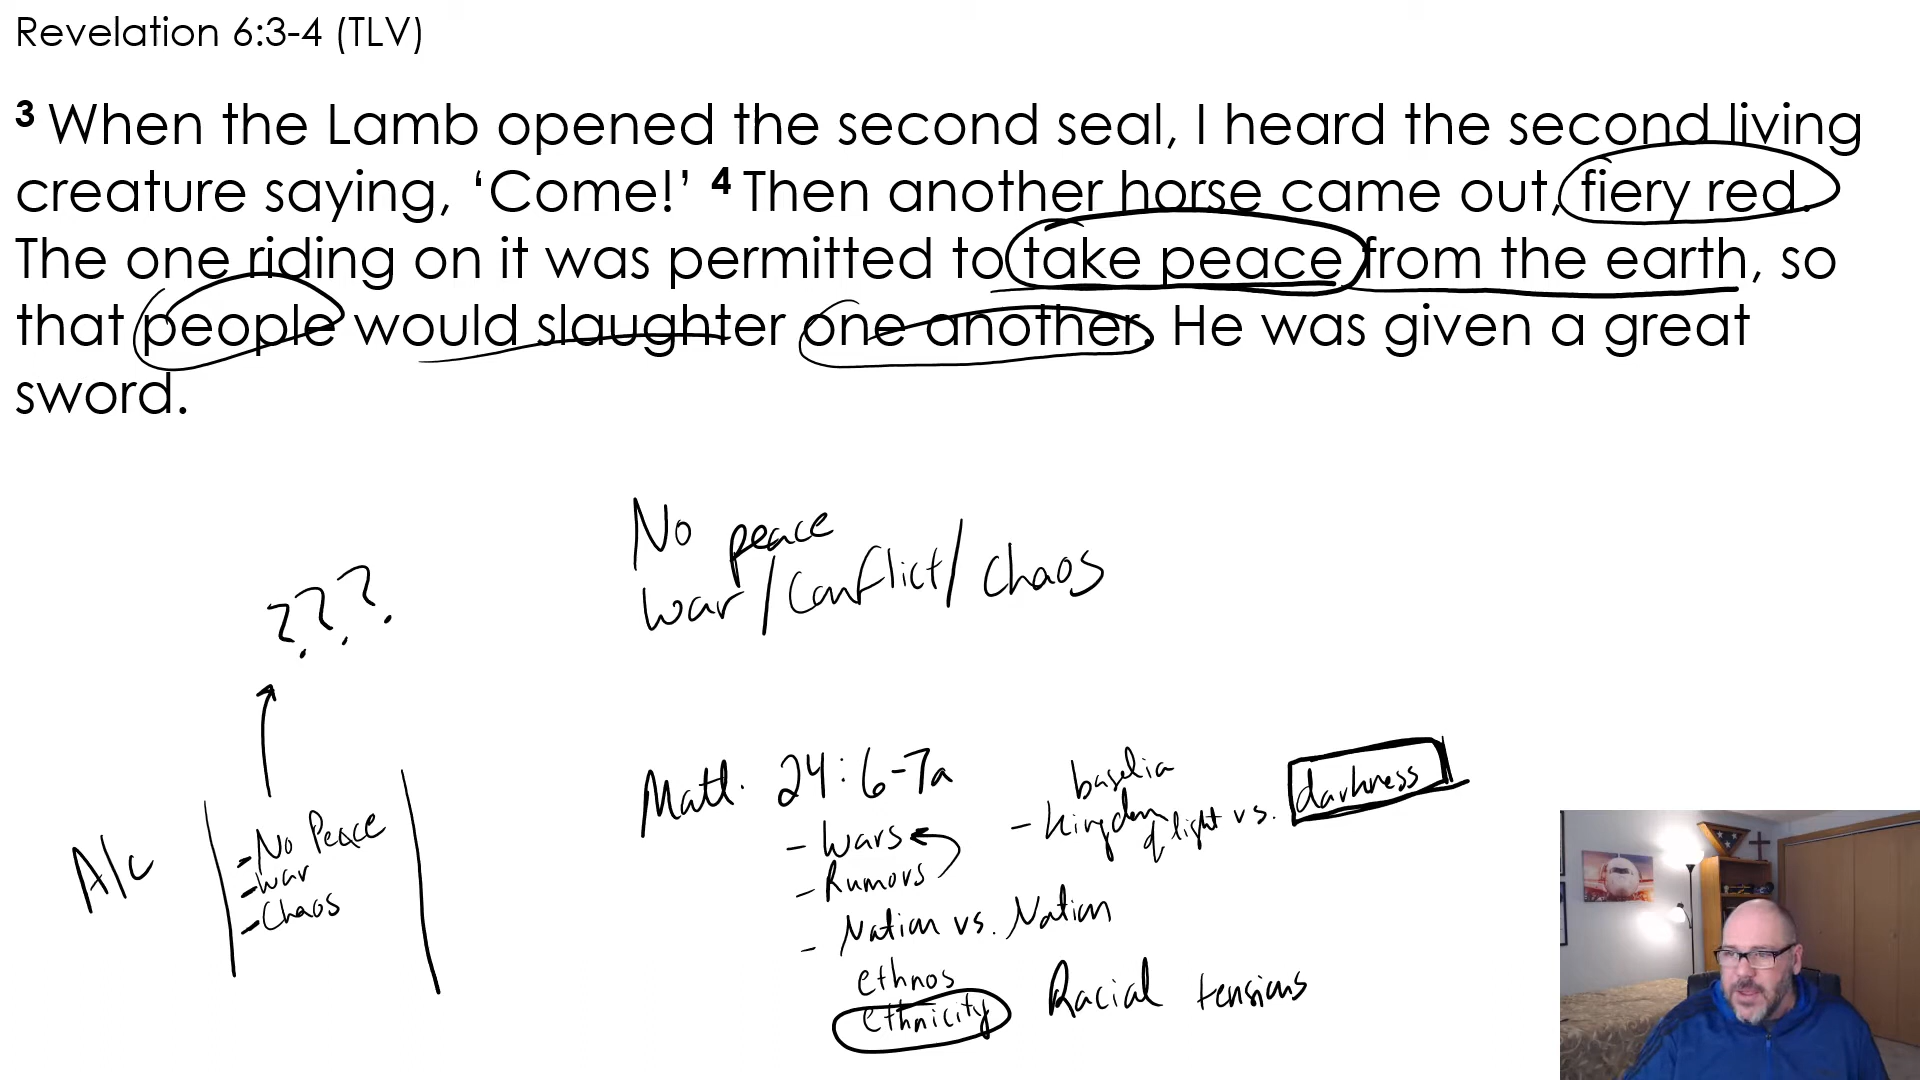 Revelation 6:3-4 (TLV)
3 When the Lamb opened the second seal, I heard the second living
creature saying, ‘Come!’ 4 Then another horse came out, fiery red.
The one riding on it was permitted to take peace from the earth, so
that people would slaughter one another. He was given a great
sword.
No peace
war/conflict/chaos
???
A/C
- No Peace
- war
- Chaos
Matt. 24:6-7a
- Wars
- Rumors
- Nation vs. Nation
ethnos
ethnicity
Racial tensions
baselia
- kingdom of light vs. darkness